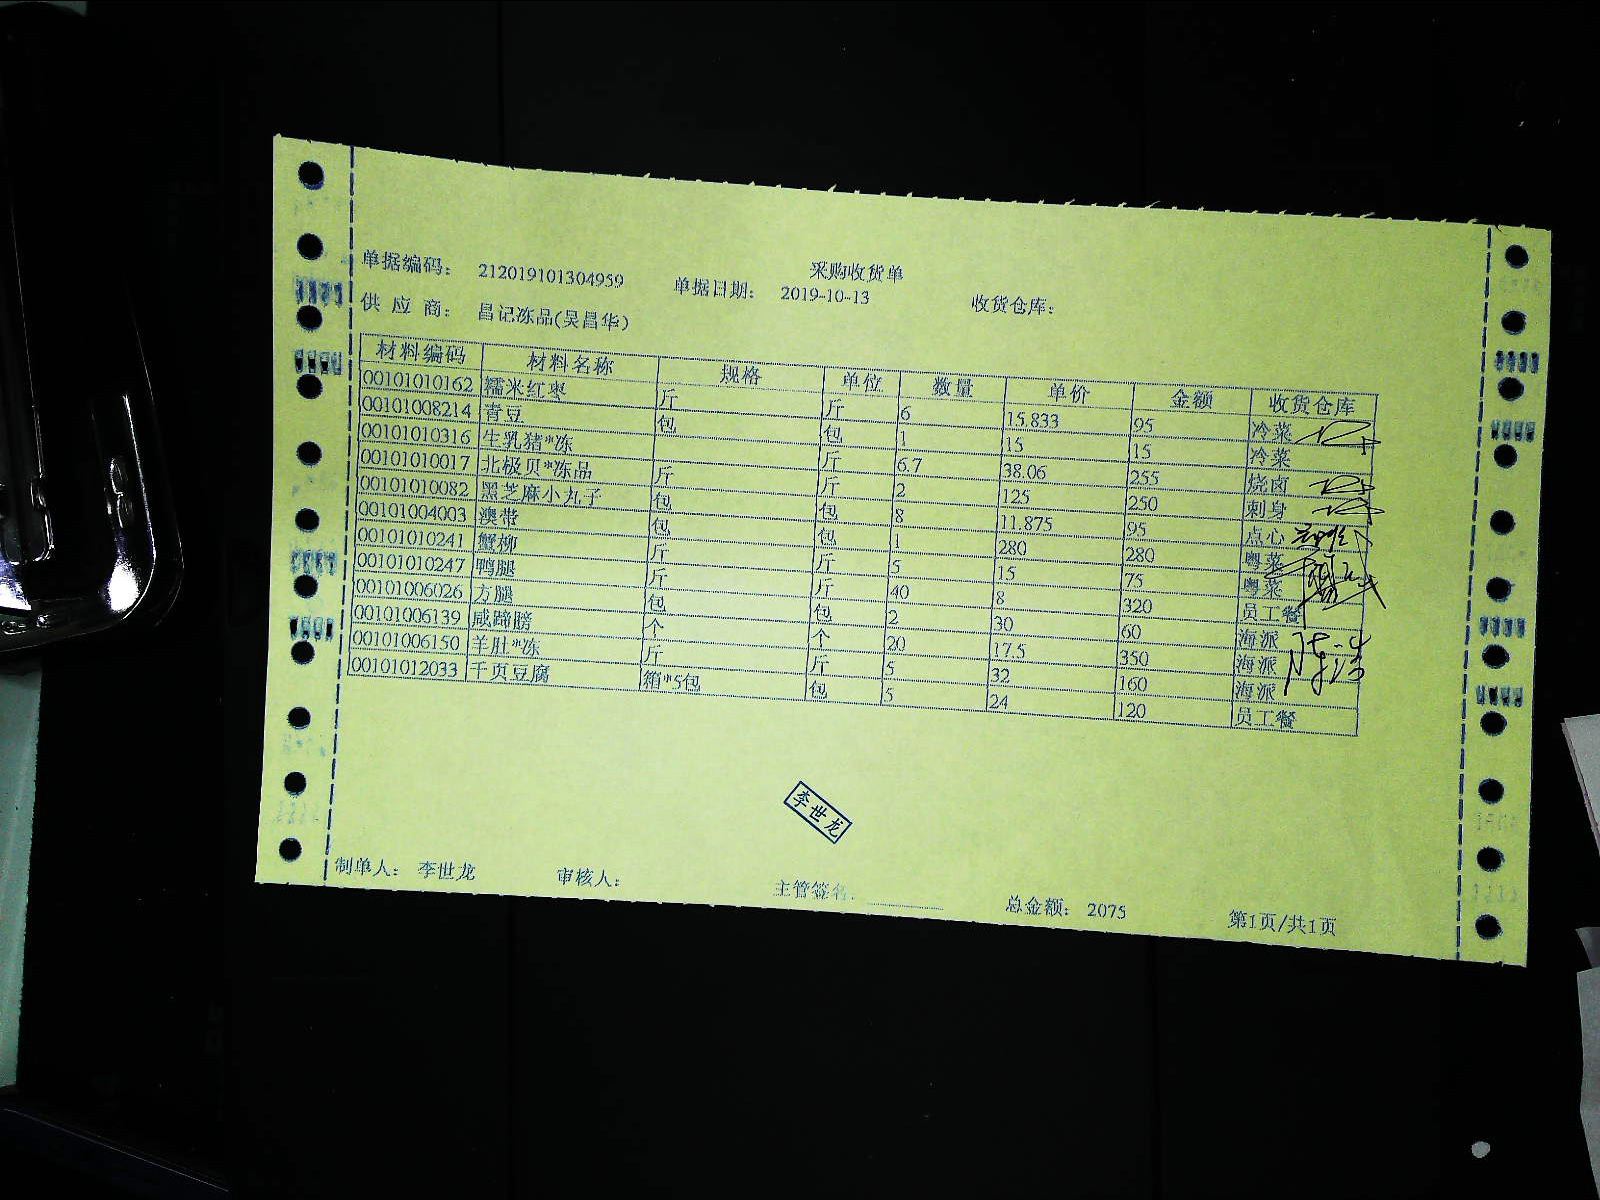 采购收货单
单据编码： 212019101304959 单据日期： 2019-10-13 收货仓库：
供 应 商： 昌记冻品(吴昌华)
材料编码 材料名称 规格 单位 数量 单价 金额 收货仓库
00101010162 糯米红枣 斤 斤 6 15.833 95 冷菜
00101008214 青豆 包 包 1 15 15 冷菜
00101010316 生乳猪*冻 斤 6.7 38.06 255 烧卤
00101010017 北极贝*冻品 斤 斤 2 125 250 刺身
00101010082 黑芝麻小丸子 包 包 8 11.875 95 点心
00101004003 澳带 包 包 1 280 280 粤菜
00101010241 蟹柳 斤 斤 5 15 75 粤菜
00101010247 鸭腿 斤 斤 40 8 320 员工餐
00101006026 方腿 包 包 2 30 60 海派
00101006139 咸蹄膀 个 个 20 17.5 350 海派
00101006150 羊肚*冻 斤 斤 5 32 160 海派
00101012033 千页豆腐 箱*5包 包 5 24 120 员工餐
李世龙
制单人： 李世龙 审核人： 主管签名： 总金额： 2075 第1页/共1页